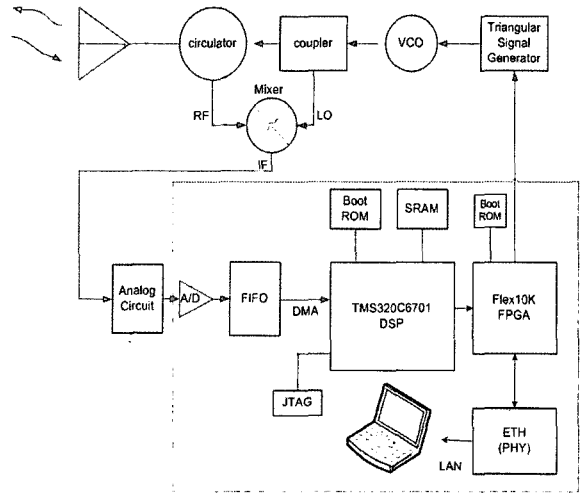 circulator
coupler
VCO
Triangular
Signal
Generator
Mixer
RF
LO
IF
Boot
ROM
SRAM
Boot
ROM
Analog
Circuit
A/D
FIFO
DMA
TMS320C6701
DSP
Flex10K
FPGA
JTAG
ETH
(PHY)
LAN